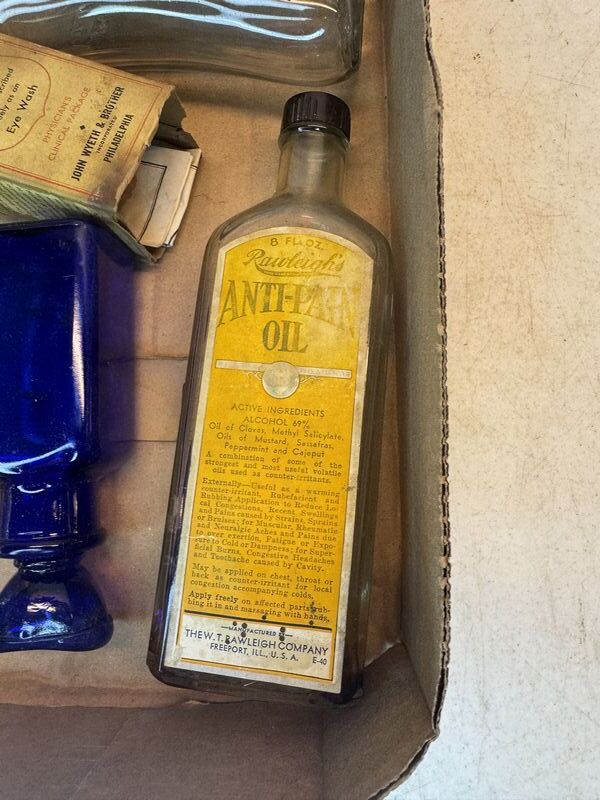 Eye Wash
PHYSICIAN'S
CLINICAL PACKAGE
JOHN WYETH & BROTHER
INCORPORATED
PHILADELPHIA
8 FL. OZ.
Rawleigh's
ANTI-PAIN
OIL
ACTIVE INGREDIENTS
ALCOHOL 69%
Oil of Cloves, Methyl Salicylate,
Oils of Mustard, Sassafras,
Peppermint and Cajeput
A combination of some of the
strongest and most useful volatile
oils used as counter-irritants.
Externally—Useful as a warming
counter-irritant, Rubefacient and
Rubbing Application to Reduce Lo-
cal Congestions, Recent Swellings
and Pains caused by Strains, Sprains
or Bruises; for Muscular, Rheumatic
and Neuralgic Aches and Pains due
to over exertion, Fatigue or Expo-
sure to Cold or Dampness; for Super-
ficial Burns, Congestive Headaches
and Toothache caused by Cavity.
May be applied on chest, throat or
back as counter-irritant for local
congestion accompanying colds.
Apply freely on affected parts rub-
bing it in and massaging with hands.
MANUFACTURED BY
THE W. T. RAWLEIGH COMPANY
FREEPORT, ILL., U. S. A. E-40